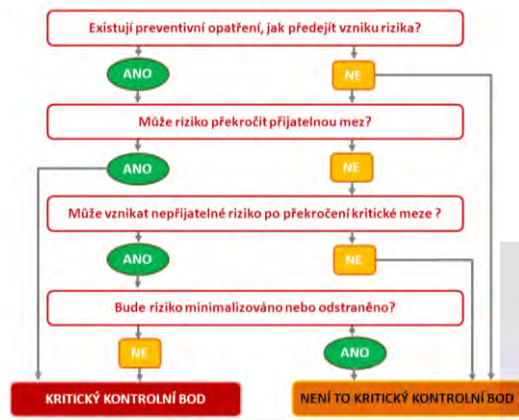 Existují preventivní opatření, jak předejít vzniku rizika?
ANO
NE
Může riziko překročit přijatelnou mez?
ANO
NE
Může vznikat nepřijatelné riziko po překročení kritické meze ?
ANO
NE
Bude riziko minimalizováno nebo odstraněno?
NE
ANO
KRITICKÝ KONTROLNÍ BOD
NENÍ TO KRITICKÝ KONTROLNÍ BOD